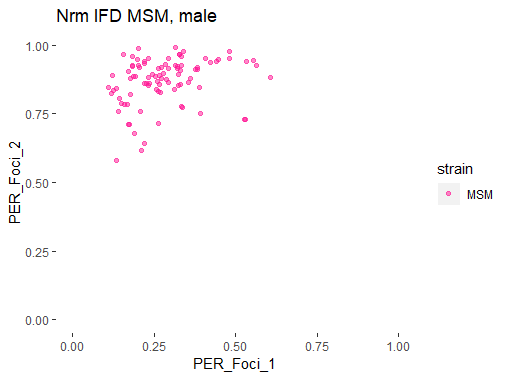 Nrm IFD MSM, male
1.00
0.75
0.50
0.25
0.00
PER_Foci_2
0.00 0.25 0.50 0.75 1.00
PER_Foci_1
strain
MSM